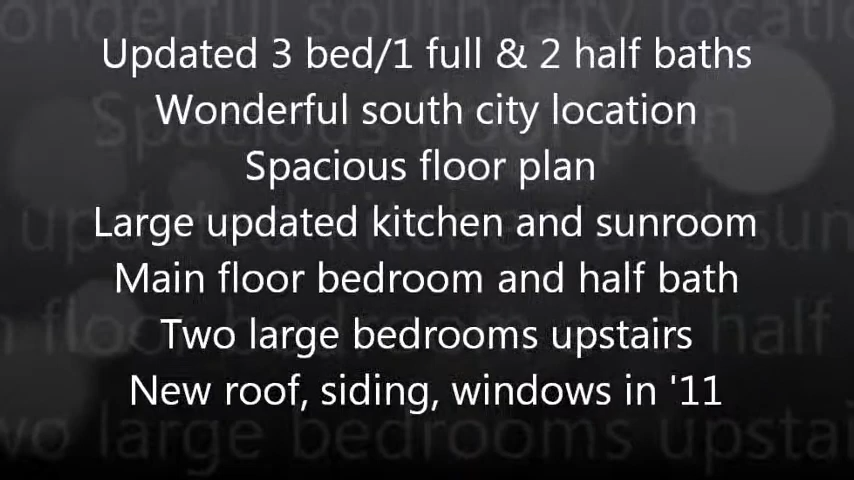 Updated 3 bed/1 full & 2 half baths
Wonderful south city location
Spacious floor plan
Large updated kitchen and sunroom
Main floor bedroom and half bath
Two large bedrooms upstairs
New roof, siding, windows in '11